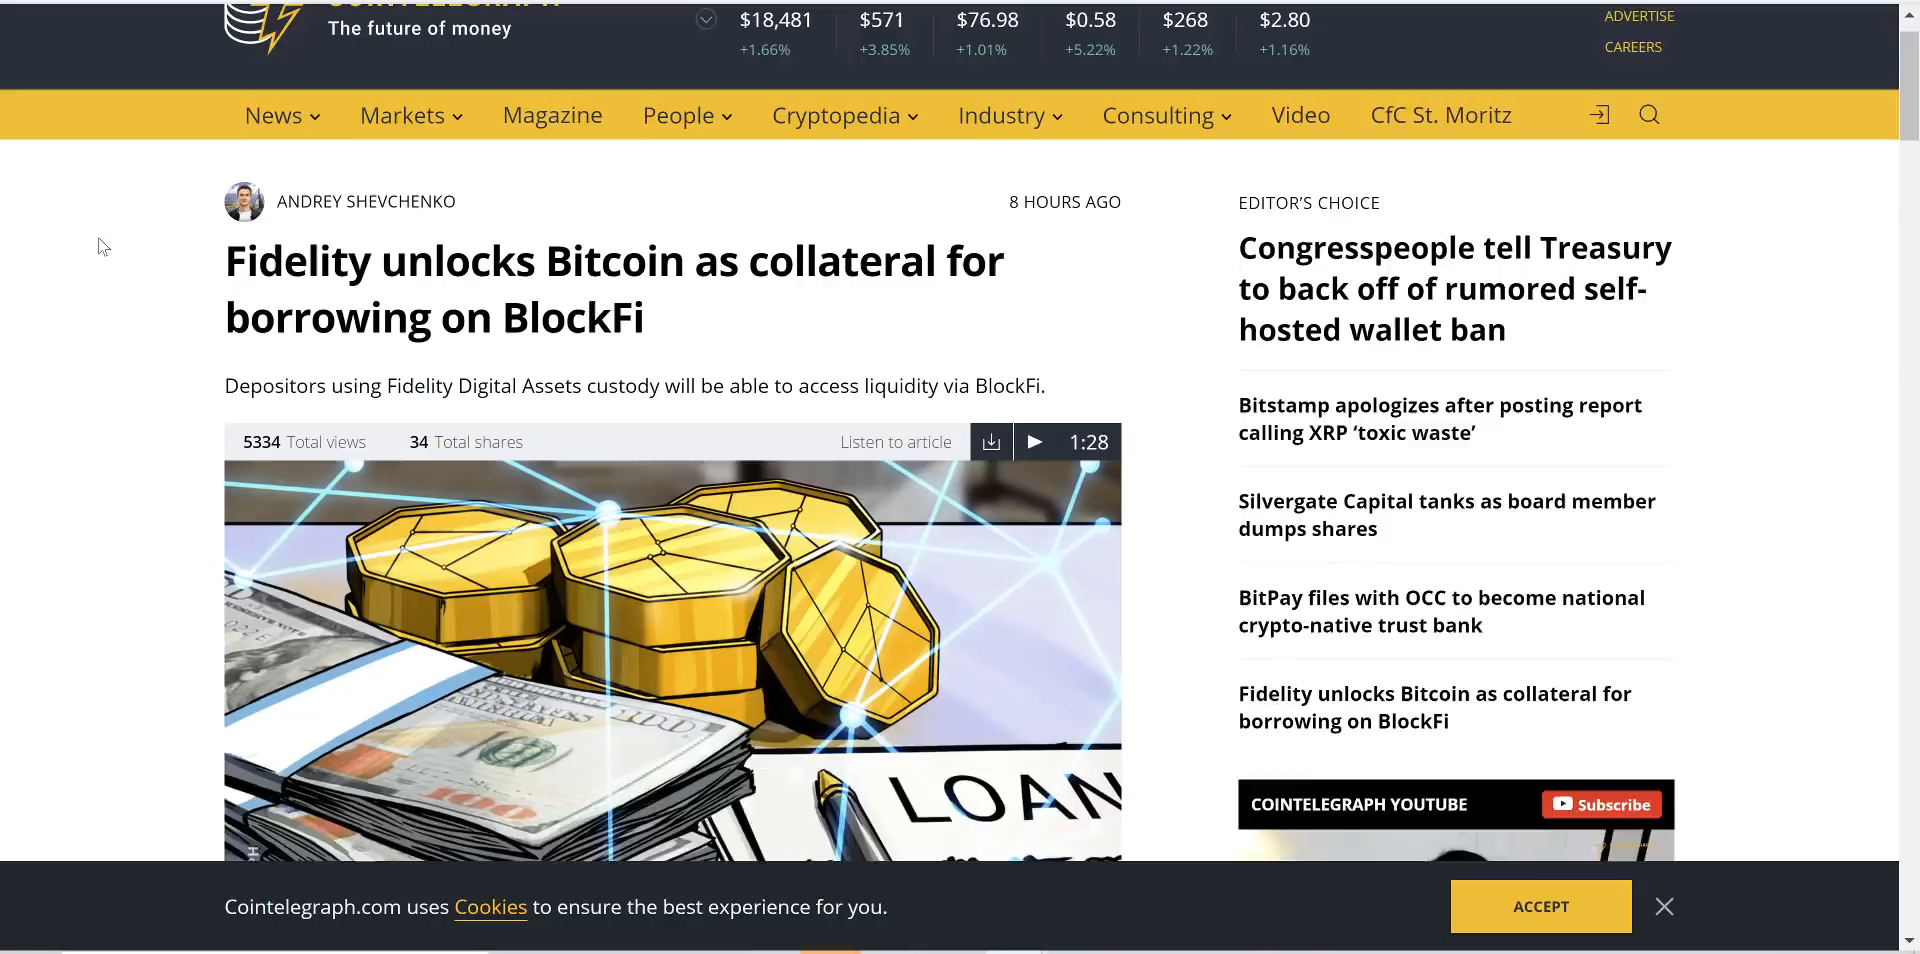 COINTELEGRAPH
The future of money
$18,481 $571 $76.98 $0.58 $268 $2.80
+1.66% +3.85% +1.01% +5.22% +1.22% +1.16%
ADVERTISE
CAREERS
News Markets Magazine People Cryptopedia Industry Consulting Video CfC St. Moritz
ANDREY SHEVCHENKO
8 HOURS AGO
Fidelity unlocks Bitcoin as collateral for
borrowing on BlockFi
Depositors using Fidelity Digital Assets custody will be able to access liquidity via BlockFi.
5334 Total views 34 Total shares Listen to article 1:28
100
LOAN
EDITOR'S CHOICE
Congresspeople tell Treasury
to back off of rumored self-
hosted wallet ban
Bitstamp apologizes after posting report
calling XRP ‘toxic waste’
Silvergate Capital tanks as board member
dumps shares
BitPay files with OCC to become national
crypto-native trust bank
Fidelity unlocks Bitcoin as collateral for
borrowing on BlockFi
COINTELEGRAPH YOUTUBE Subscribe
Cointelegraph.com uses Cookies to ensure the best experience for you.
ACCEPT